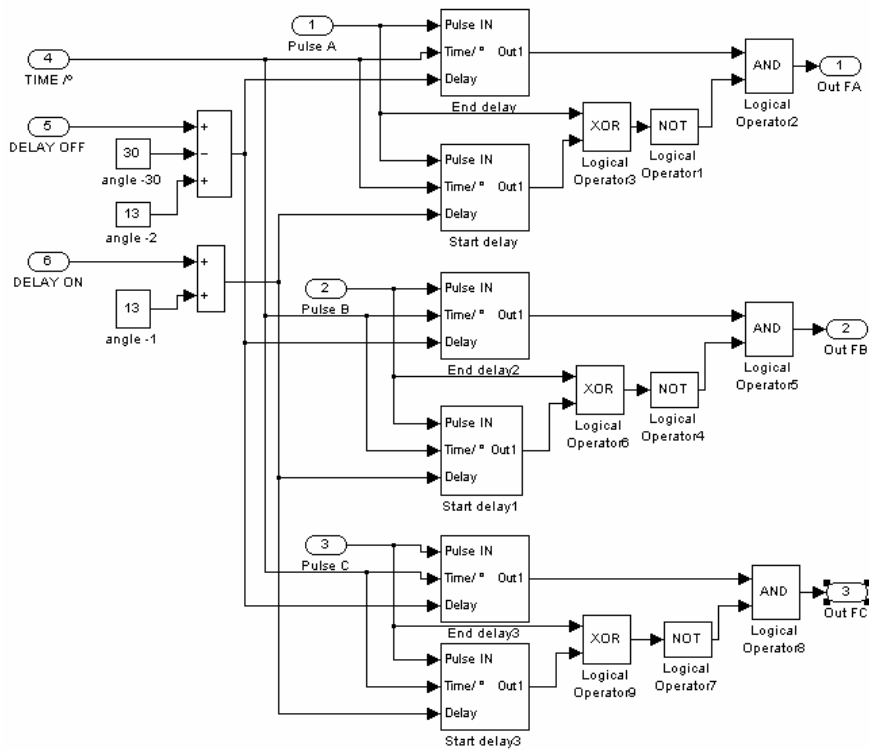 1
Pulse A
4
TIME /º
5
DELAY OFF
30
angle -30
13
angle -2
6
DELAY ON
13
angle -1
+
−
+
+
+
Pulse IN
Time/ º Out1
Delay
End delay
Pulse IN
Time/ º Out1
Delay
Start delay
XOR
Logical
Operator3
NOT
Logical
Operator1
AND
Logical
Operator2
1
Out FA
2
Pulse B
Pulse IN
Time/ º Out1
Delay
End delay2
Pulse IN
Time/ º Out1
Delay
Start delay1
XOR
Logical
Operator6
NOT
Logical
Operator4
AND
Logical
Operator5
2
Out FB
3
Pulse C
Pulse IN
Time/ º Out1
Delay
End delay3
Pulse IN
Time/ º Out1
Delay
Start delay3
XOR
Logical
Operator9
NOT
Logical
Operator7
AND
Logical
Operator8
3
Out FC